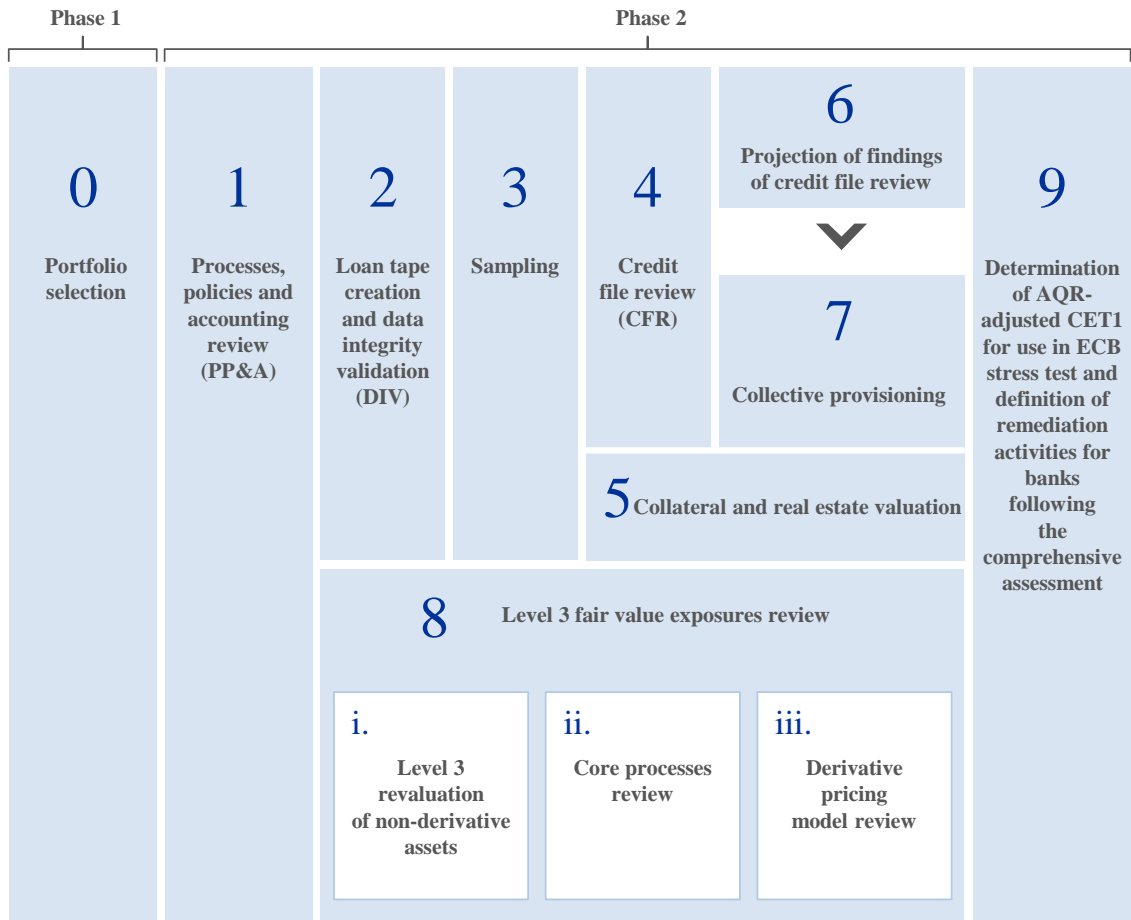 Phase 1
Phase 2
0
Portfolio
selection
1
Processes,
policies and
accounting
review
(PP&A)
2
Loan tape
creation
and data
integrity
validation
(DIV)
3
Sampling
4
Credit
file review
(CFR)
6
Projection of findings
of credit file review
7
Collective provisioning
5 Collateral and real estate valuation
8 Level 3 fair value exposures review
i.
Level 3
revaluation
of non-derivative
assets
ii.
Core processes
review
iii.
Derivative
pricing
model review
9
Determination
of AQR-
adjusted CET1
for use in ECB
stress test and
definition of
remediation
activities for
banks
following
the
comprehensive
assessment